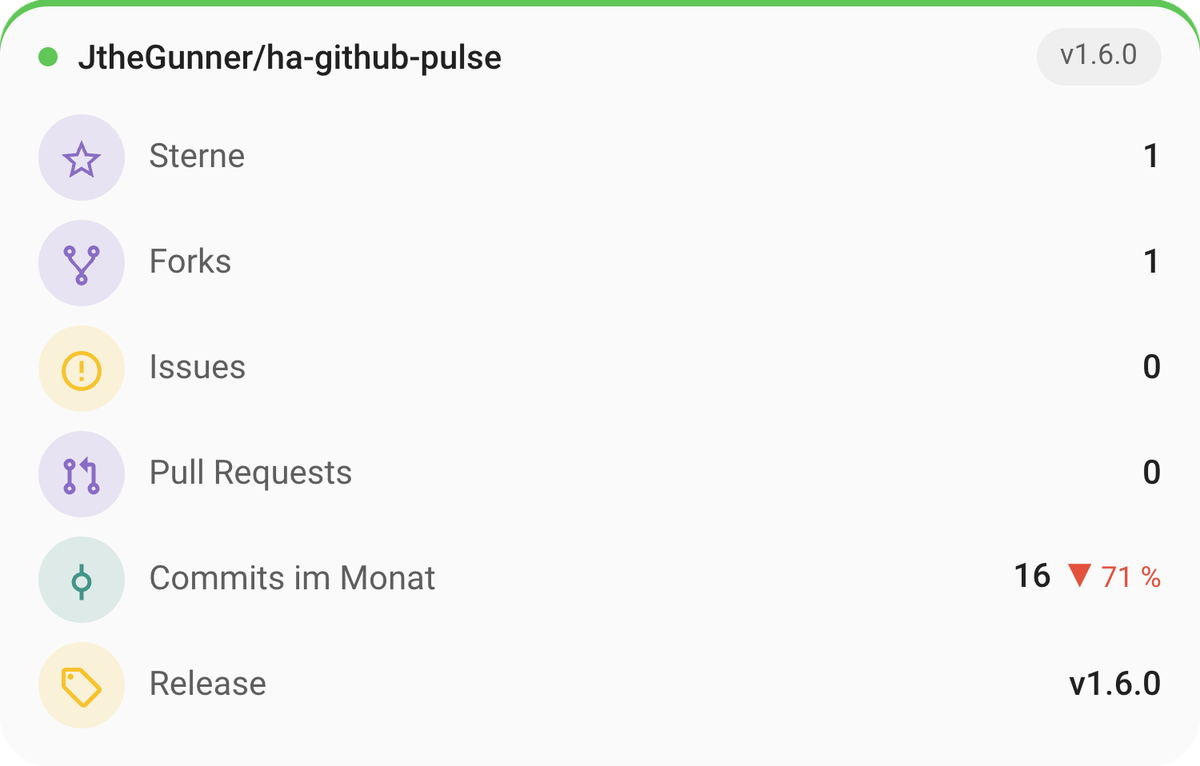 JtheGunner/ha-github-pulse v1.6.0
Sterne 1
Forks 1
Issues 0
Pull Requests 0
Commits im Monat 16 ▼ 71 %
Release v1.6.0